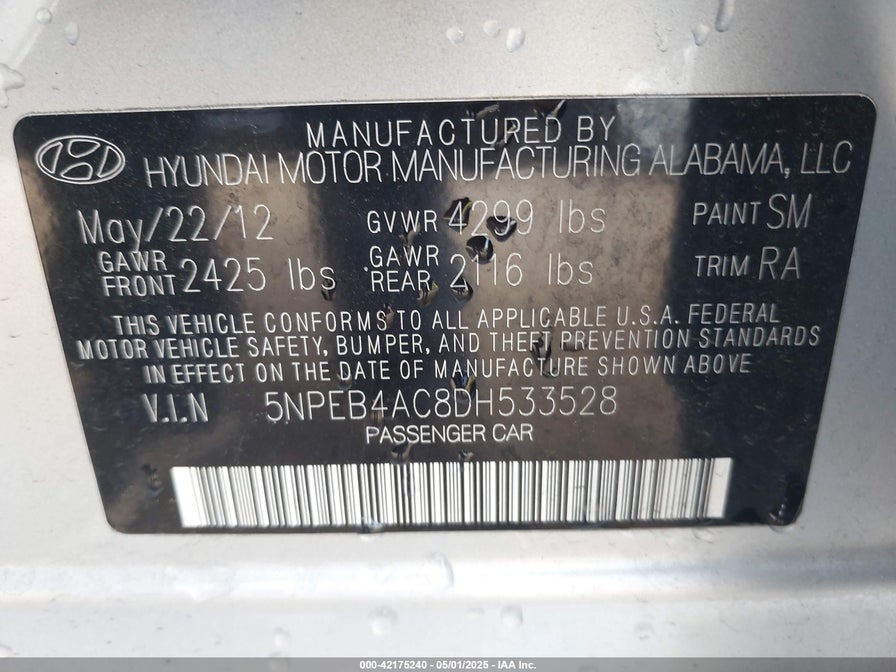 MANUFACTURED BY
HYUNDAI MOTOR MANUFACTURING ALABAMA, LLC
May/22/12 GVWR 4299 lbs PAINT SM
GAWR FRONT 2425 lbs GAWR REAR 2116 lbs TRIM RA
THIS VEHICLE CONFORMS TO ALL APPLICABLE U.S.A. FEDERAL
MOTOR VEHICLE SAFETY, BUMPER, AND THEFT PREVENTION STANDARDS
IN EFFECT ON THE DATE OF MANUFACTURE SHOWN ABOVE
V.I.N 5NPEB4AC8DH533528
PASSENGER CAR
000-42175240 - 05/01/2025 - IAA Inc.